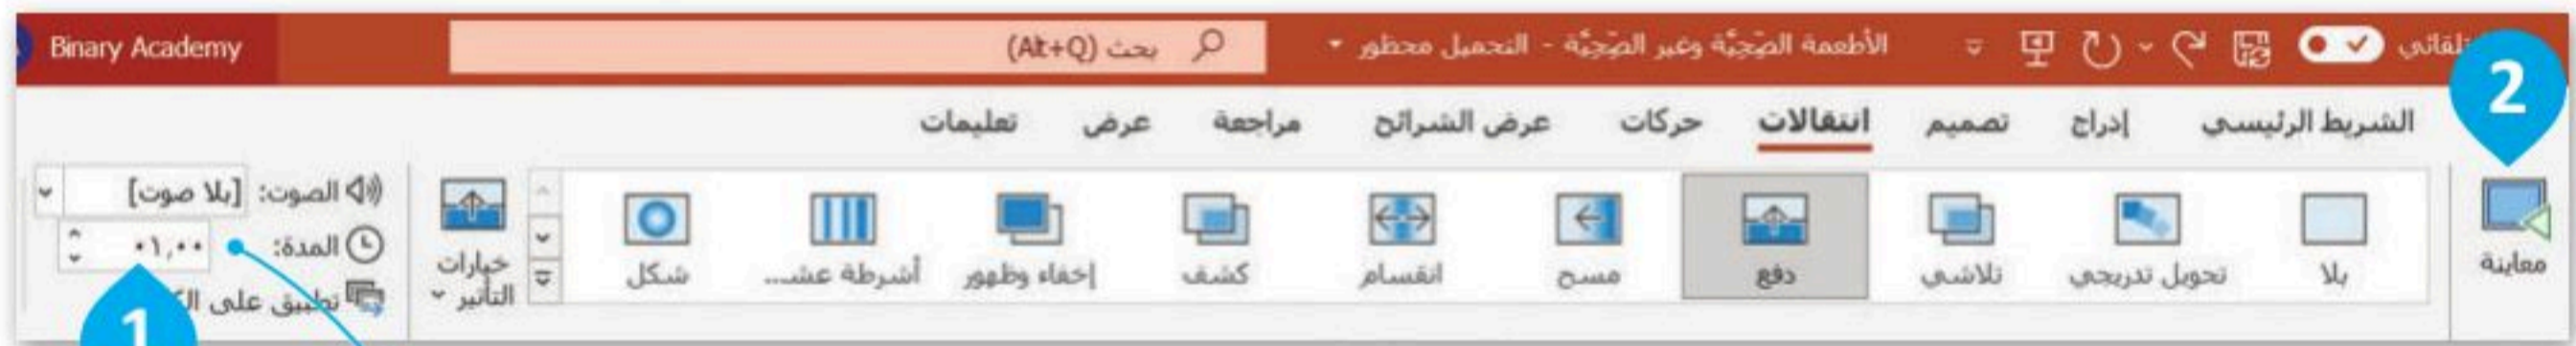 تلقائي الأطعمة الصِّحيَّة وغير الصِّحيَّة - التحميل محظور بحث (Alt+Q) Binary Academy
2
الشريط الرئيسي إدراج تصميم انتقالات حركات عرض الشرائح مراجعة عرض تعليمات
معاينة بلا تحويل تدريجي تلاشي دفع مسح انقسام كشف إخفاء وظهور أشرطة عشـ... شكل خيارات التأثير
الصوت: [بلا صوت]
المدة: ٠١,٠٠
تطبيق على
1